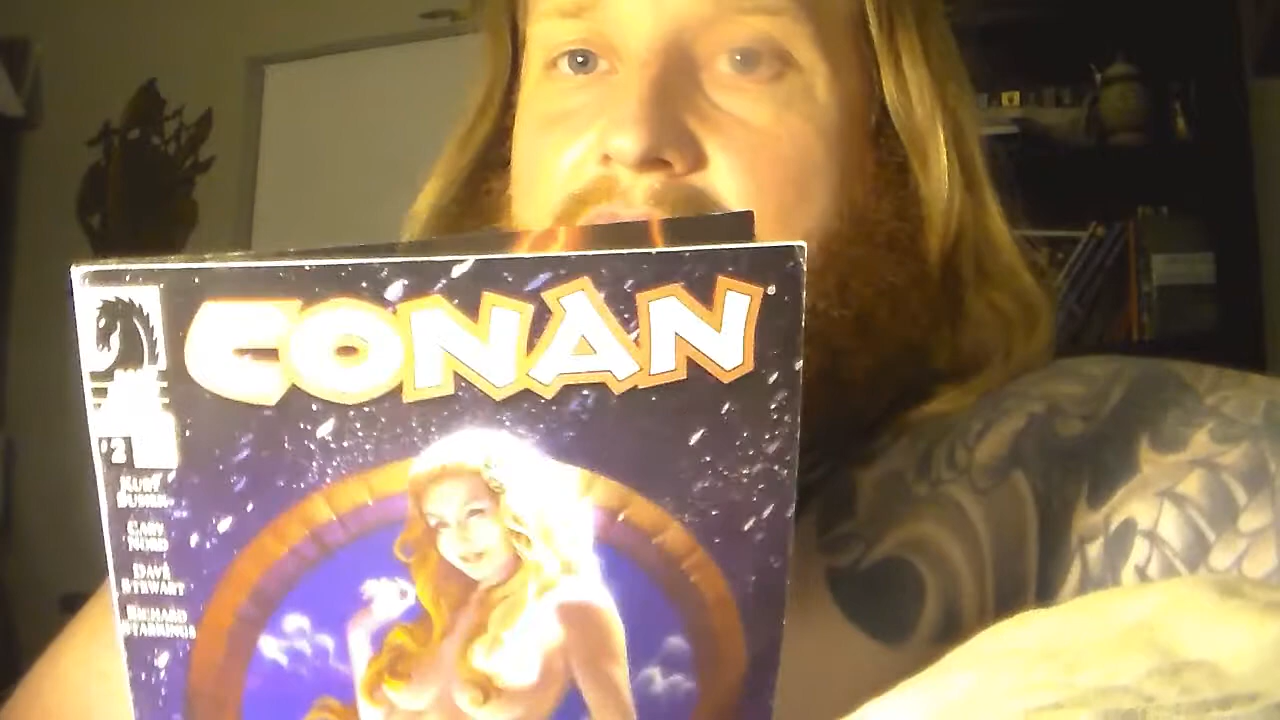 CONAN
#2
KURT
BUSIEK
CARY
NORD
DAVE
STEWART
RICHARD
STARKINGS